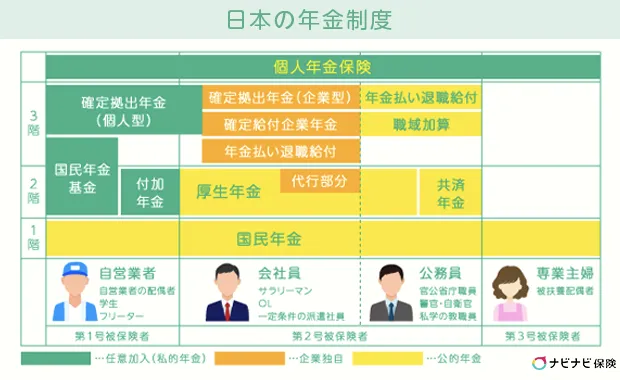 日本の年金制度
個人年金保険
3階
確定拠出年金
(個人型)
確定拠出年金(企業型)
年金払い退職給付
確定給付企業年金
職域加算
年金払い退職給付
2階
国民年金
基金
付加
年金
厚生年金
代行部分
共済
年金
1階
国民年金
自営業者
自営業者の配偶者
学生
フリーター
会社員
サラリーマン
OL
一定条件の派遣社員
公務員
官公省庁職員
警官・自衛官
私学の教職員
専業主婦
被扶養配偶者
第1号被保険者
第2号被保険者
第3号被保険者
…任意加入(私的年金)
…企業独自
…公的年金
ナビナビ保険